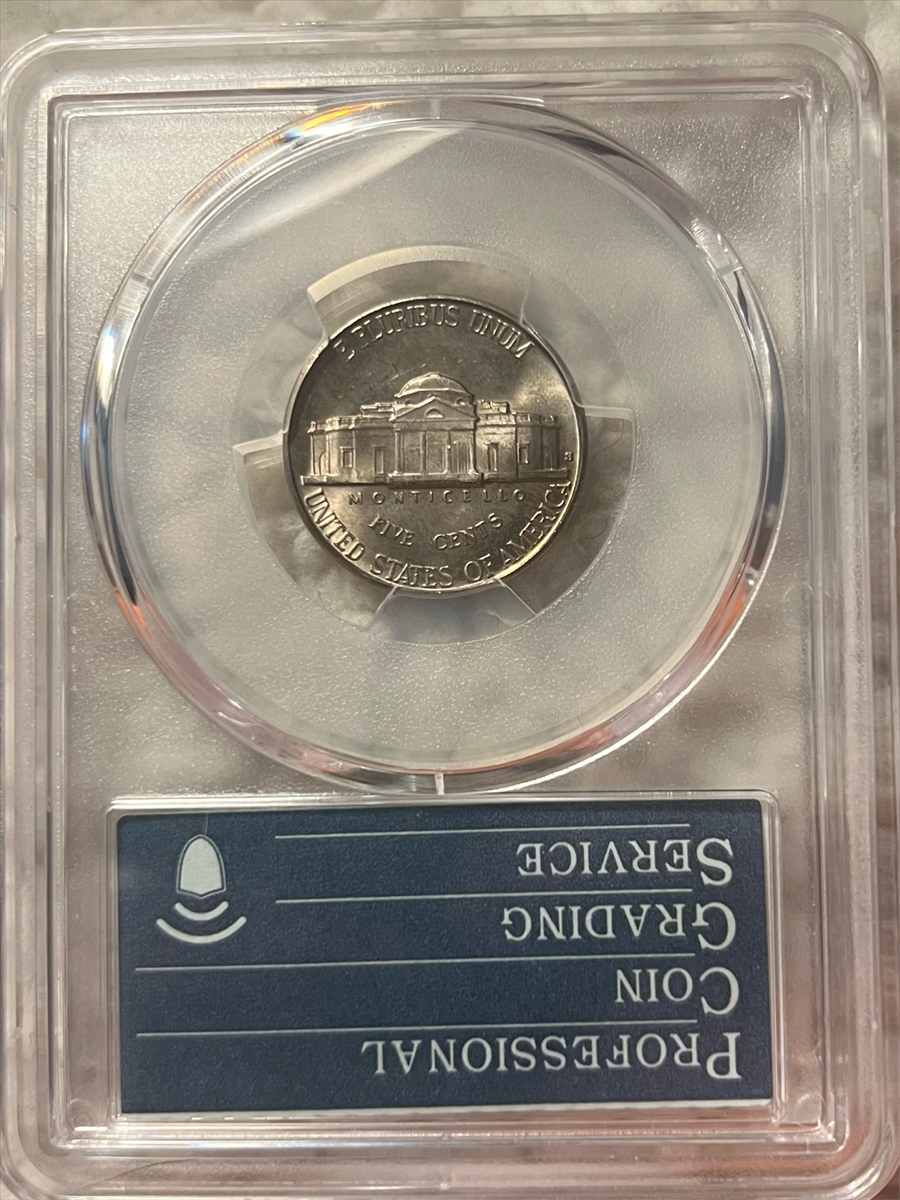 E PLURIBUS UNUM
S
MONTICELLO
FIVE CENTS
UNITED STATES OF AMERICA
PROFESSIONAL
COIN
GRADING
SERVICE